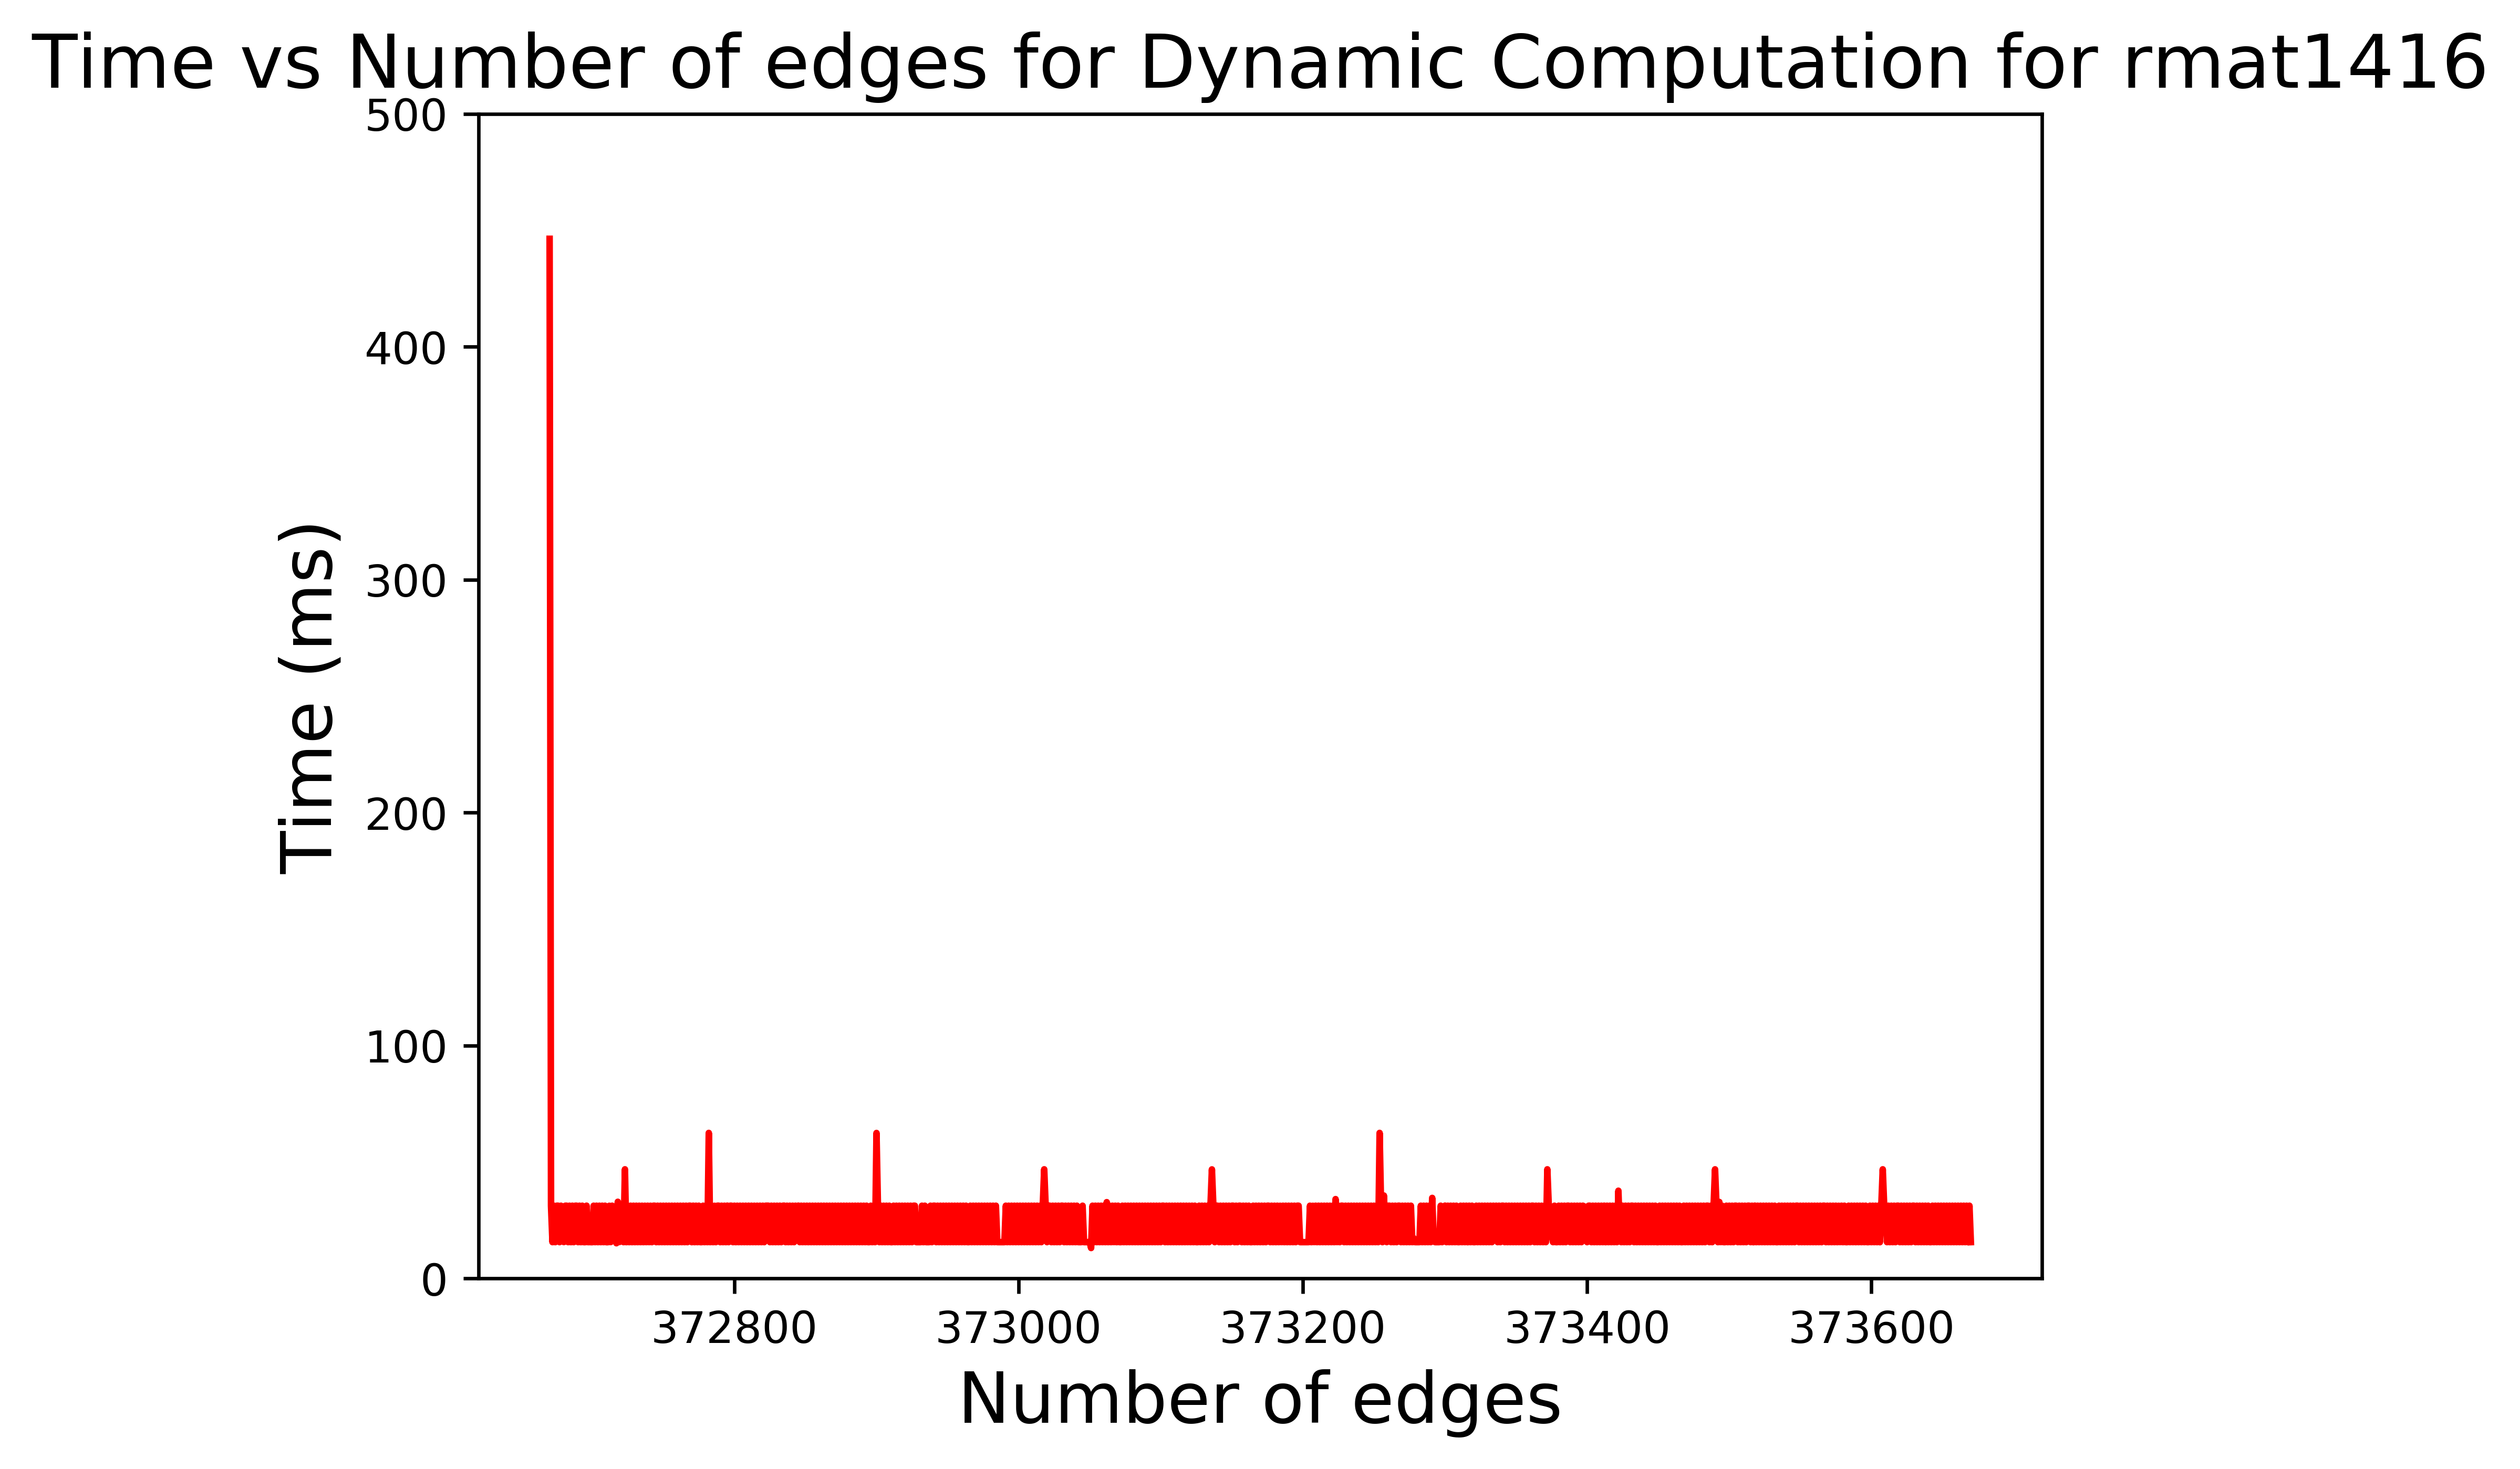 Time vs Number of edges for Dynamic Computation for rmat1416
500
400
300
200
100
0
Time (ms)
372800 373000 373200 373400 373600
Number of edges